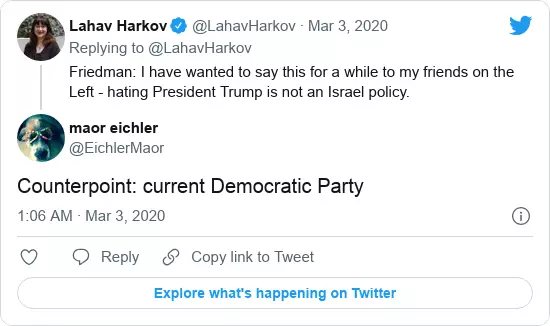 Lahav Harkov @LahavHarkov · Mar 3, 2020
Replying to @LahavHarkov
Friedman: I have wanted to say this for a while to my friends on the
Left - hating President Trump is not an Israel policy.
maor eichler
@EichlerMaor
Counterpoint: current Democratic Party
1:06 AM · Mar 3, 2020
Reply Copy link to Tweet
Explore what's happening on Twitter